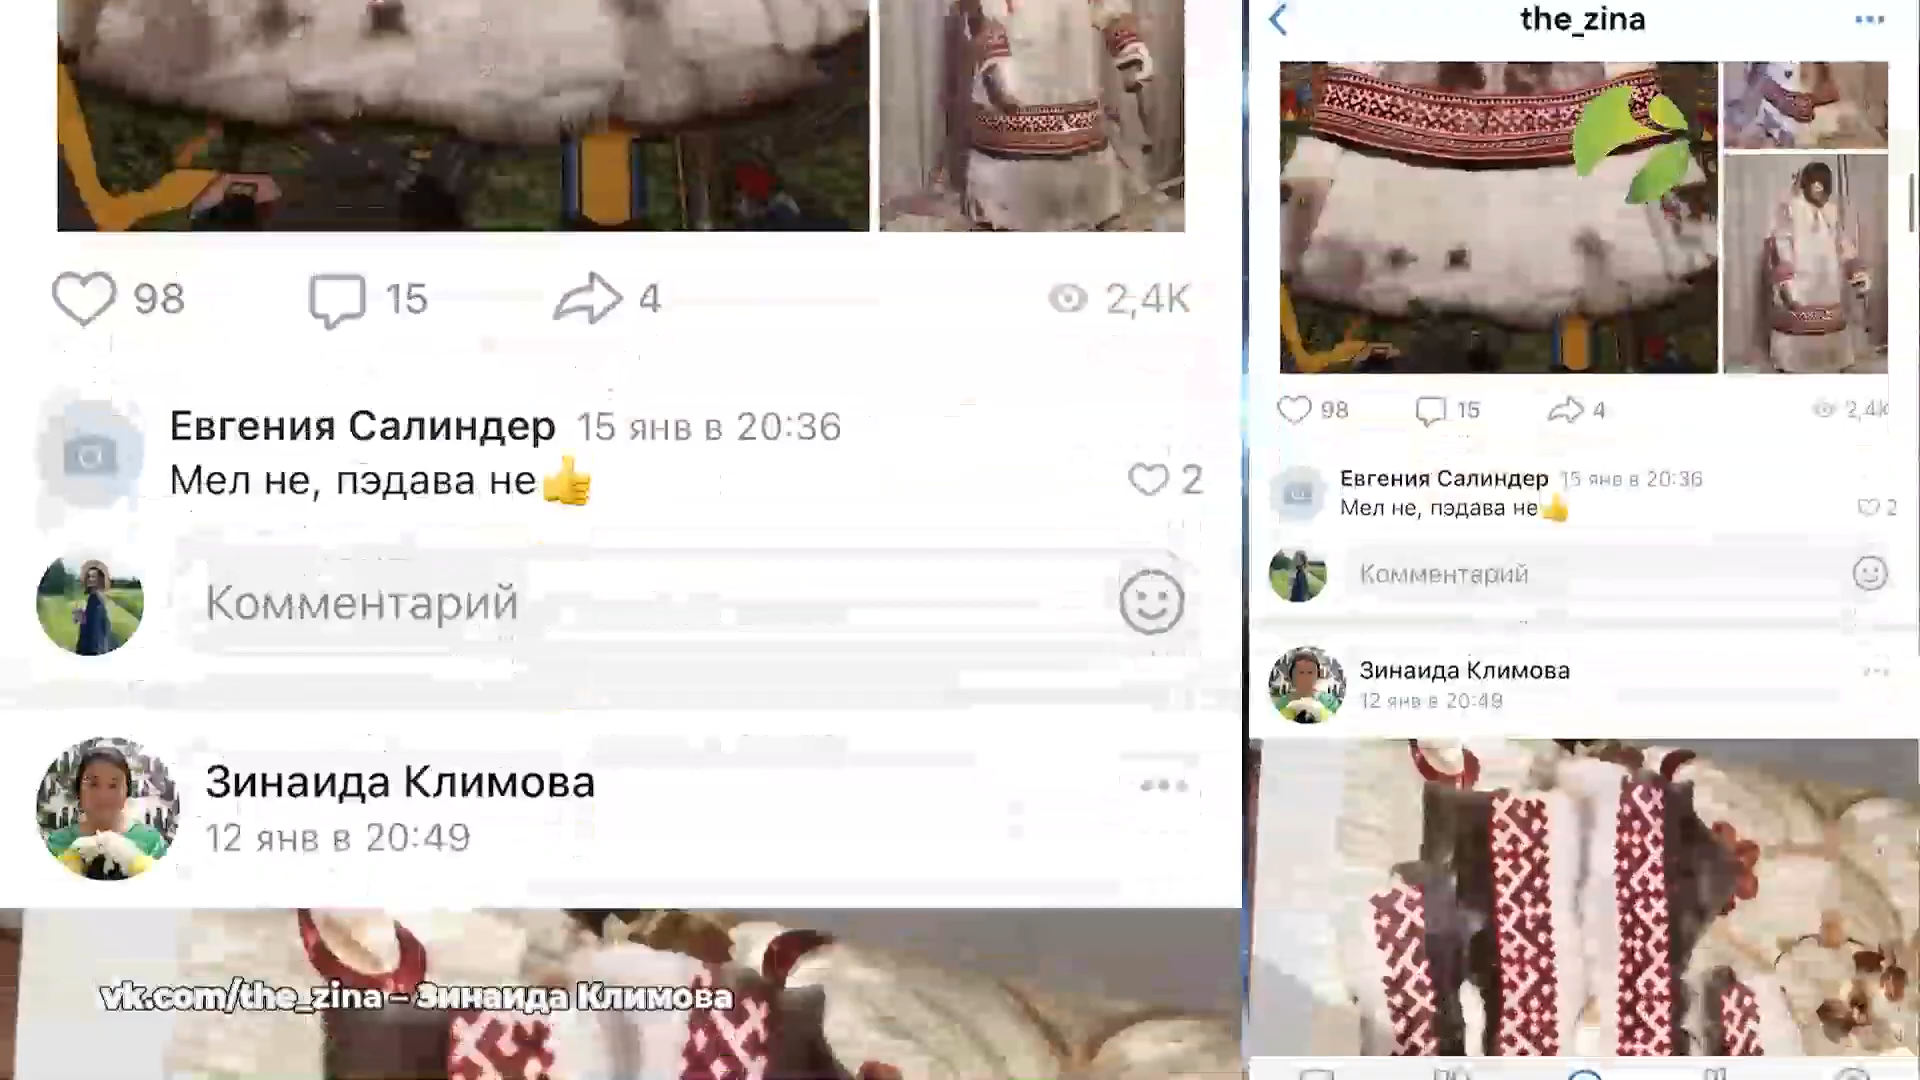 98
15
4
2,4K
Евгения Салиндер 15 янв в 20:36
Мел не, пэдава не👍
2
Комментарий
Зинаида Климова
12 янв в 20:49
vk.com/the_zina – Зинаида Климова
the_zina
98
15
4
2,4K
Евгения Салиндер 15 янв в 20:36
Мел не, пэдава не👍
2
Комментарий
Зинаида Климова
12 янв в 20:49